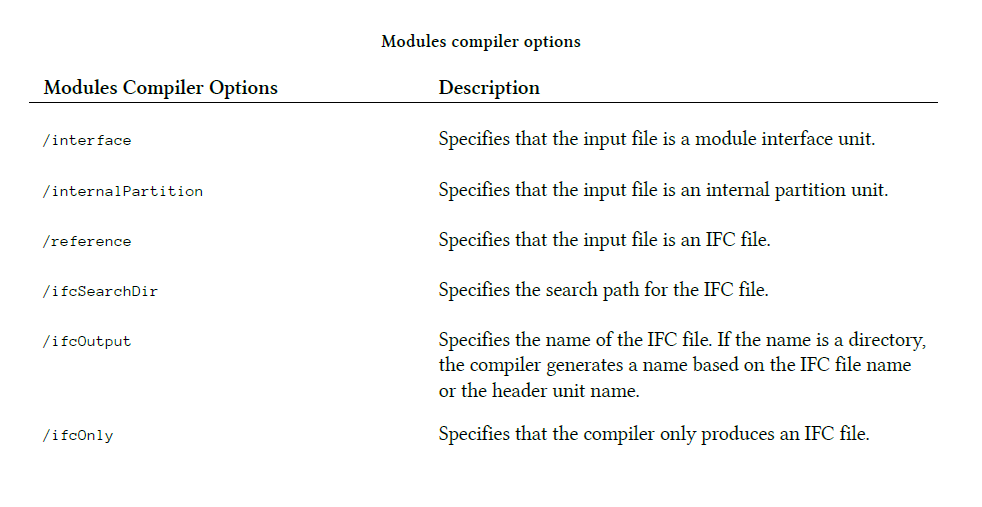 Modules compiler options
Modules Compiler Options Description
/interface Specifies that the input file is a module interface unit.
/internalPartition Specifies that the input file is an internal partition unit.
/reference Specifies that the input file is an IFC file.
/ifcSearchDir Specifies the search path for the IFC file.
/ifcOutput Specifies the name of the IFC file. If the name is a directory,
the compiler generates a name based on the IFC file name
or the header unit name.
/ifcOnly Specifies that the compiler only produces an IFC file.